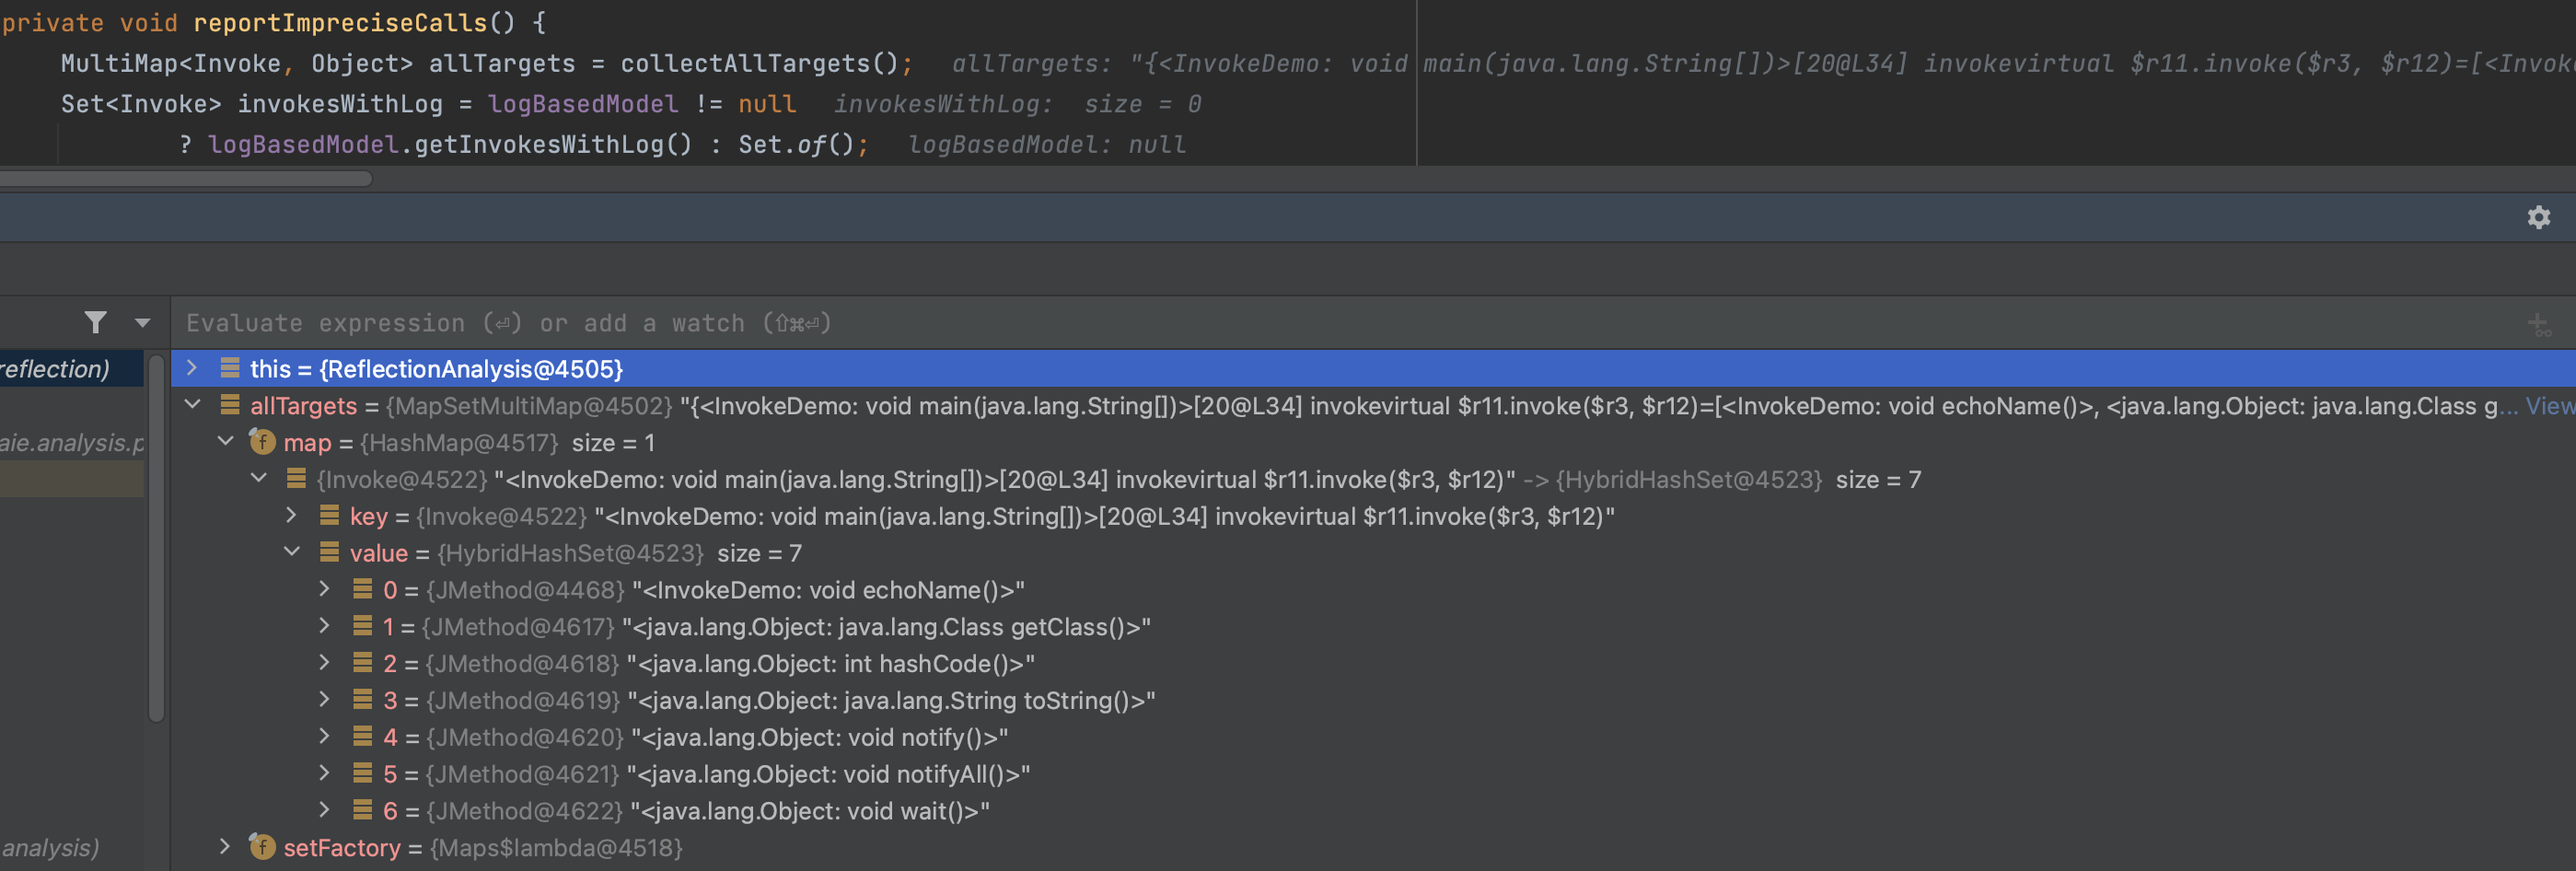 private void reportImpreciseCalls() {
MultiMap<Invoke, Object> allTargets = collectAllTargets();   allTargets: "{<InvokeDemo: void main(java.lang.String[])>[20@L34] invokevirtual $r11.invoke($r3, $r12)=[<Invok
Set<Invoke> invokesWithLog = logBasedModel != null   invokesWithLog:  size = 0
? logBasedModel.getInvokesWithLog() : Set.of();   logBasedModel: null
Evaluate expression (⏎) or add a watch (⇧⌘⏎)
reflection)
this = {ReflectionAnalysis@4505}
allTargets = {MapSetMultiMap@4502} "{<InvokeDemo: void main(java.lang.String[])>[20@L34] invokevirtual $r11.invoke($r3, $r12)=[<InvokeDemo: void echoName()>, <java.lang.Object: java.lang.Class g... View
aie.analysis.p
map = {HashMap@4517} size = 1
{Invoke@4522} "<InvokeDemo: void main(java.lang.String[])>[20@L34] invokevirtual $r11.invoke($r3, $r12)" -> {HybridHashSet@4523} size = 7
key = {Invoke@4522} "<InvokeDemo: void main(java.lang.String[])>[20@L34] invokevirtual $r11.invoke($r3, $r12)"
value = {HybridHashSet@4523} size = 7
0 = {JMethod@4468} "<InvokeDemo: void echoName()>"
1 = {JMethod@4617} "<java.lang.Object: java.lang.Class getClass()>"
2 = {JMethod@4618} "<java.lang.Object: int hashCode()>"
3 = {JMethod@4619} "<java.lang.Object: java.lang.String toString()>"
4 = {JMethod@4620} "<java.lang.Object: void notify()>"
5 = {JMethod@4621} "<java.lang.Object: void notifyAll()>"
6 = {JMethod@4622} "<java.lang.Object: void wait()>"
analysis)
setFactory = {Maps$lambda@4518}